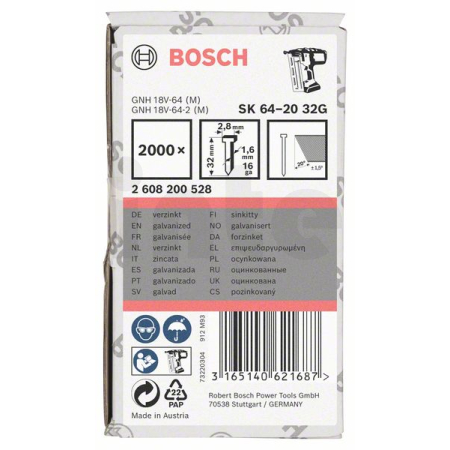 BOSCH
GNH 18V-64 (M)
GNH 18V-64-2 (M)
SK 64–20 32G
2000×
2,8 mm
32 mm
1,6 mm
16 ga
20°
± 1.5°
2 608 200 528
DE verzinkt
EN galvanized
FR galvanisée
NL verzinkt
IT zincata
ES galvanizada
PT galvanizado
SV galvad
FI sinkitty
NO galvanisert
DA forzinket
EL επιψευδαργυρωμένη
PL ocynkowana
RU оцинкованные
UK оцинковане
CS pozinkovaný
912 M93
73220304
22
PAP
Made in Austria
3 165140 621687 >
Robert Bosch Power Tools GmbH
70538 Stuttgart / GERMANY